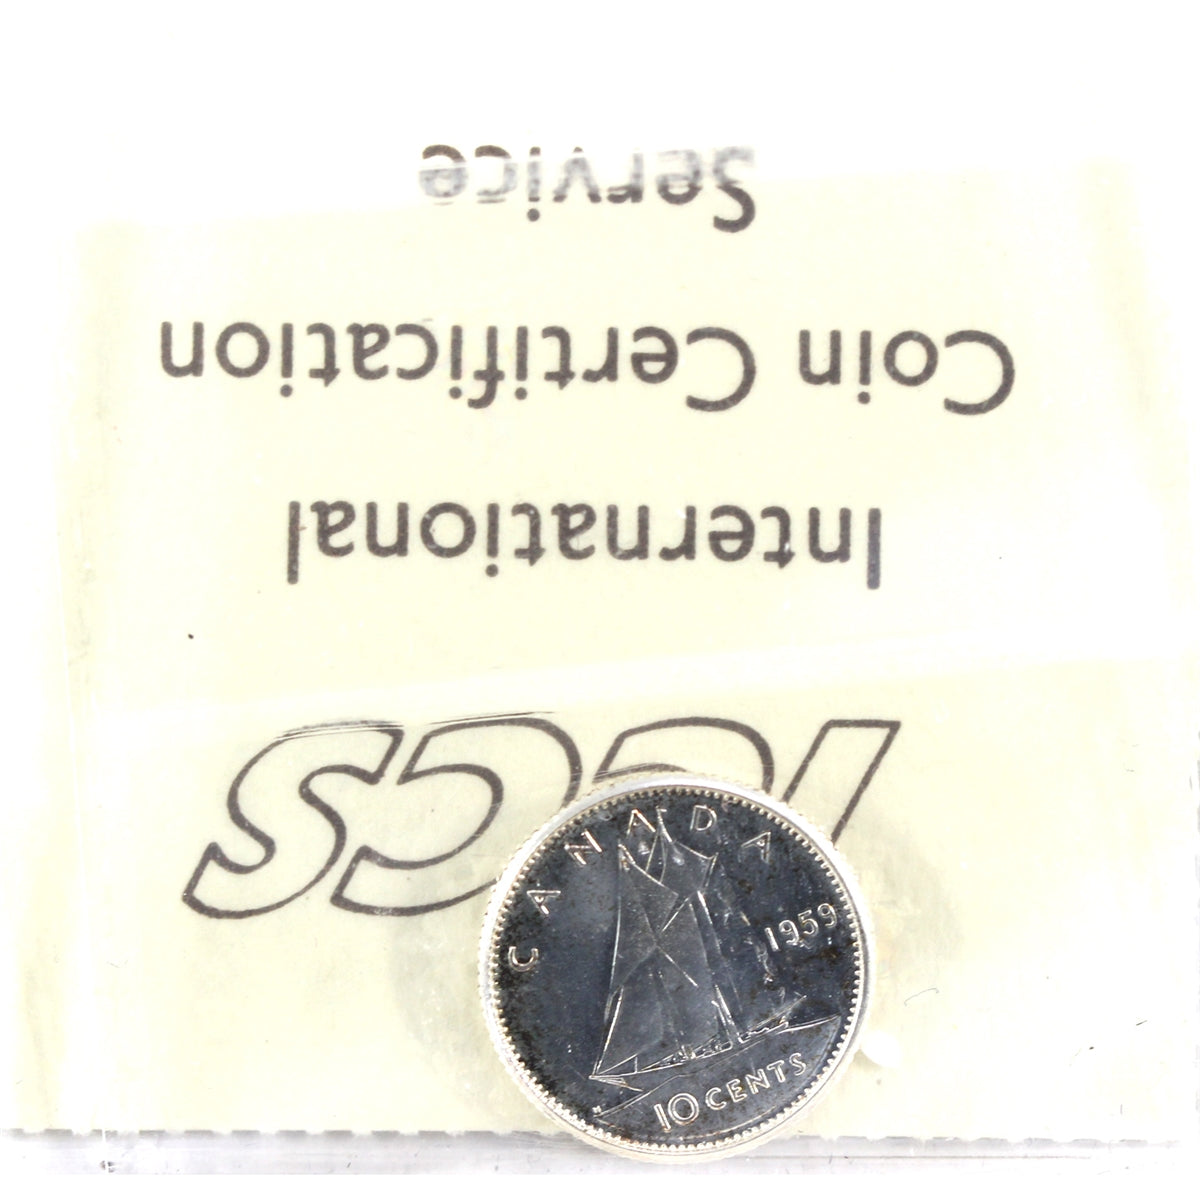 ICCS
International
Coin Certification
Service
CANADA
1959
10 CENTS